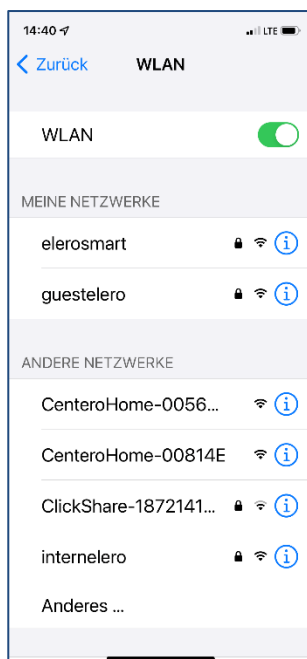 14:40 LTE
Zurück WLAN
WLAN
MEINE NETZWERKE
elerosmart
guestelero
ANDERE NETZWERKE
CenteroHome-0056...
CenteroHome-00814E
ClickShare-1872141...
internelero
Anderes ...